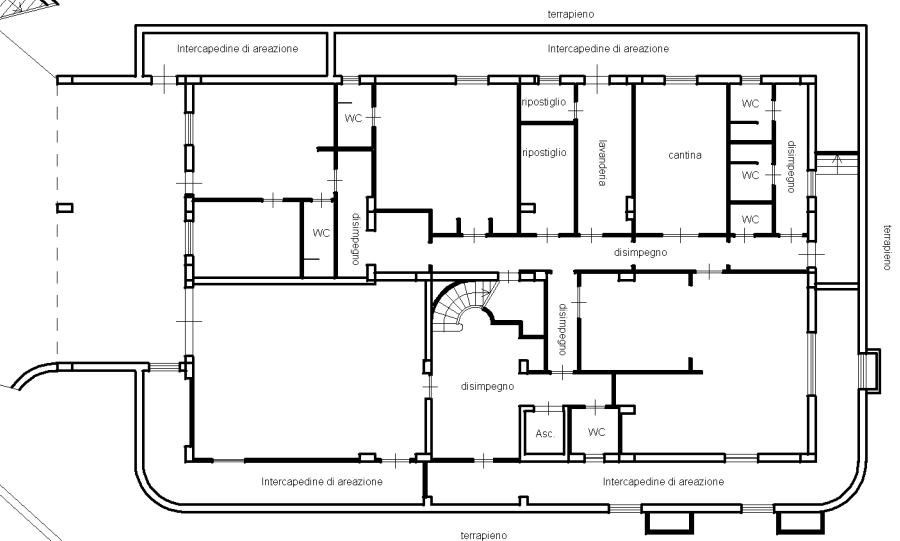 terrapieno
Intercapedine di areazione
Intercapedine di areazione
ripostiglio
WC
WC
ripostiglio
lavanderia
cantina
disimpegno
WC
WC
WC
disimpegno
disimpegno
terrapieno
disimpegno
disimpegno
Asc.
WC
Intercapedine di areazione
Intercapedine di areazione
terrapieno